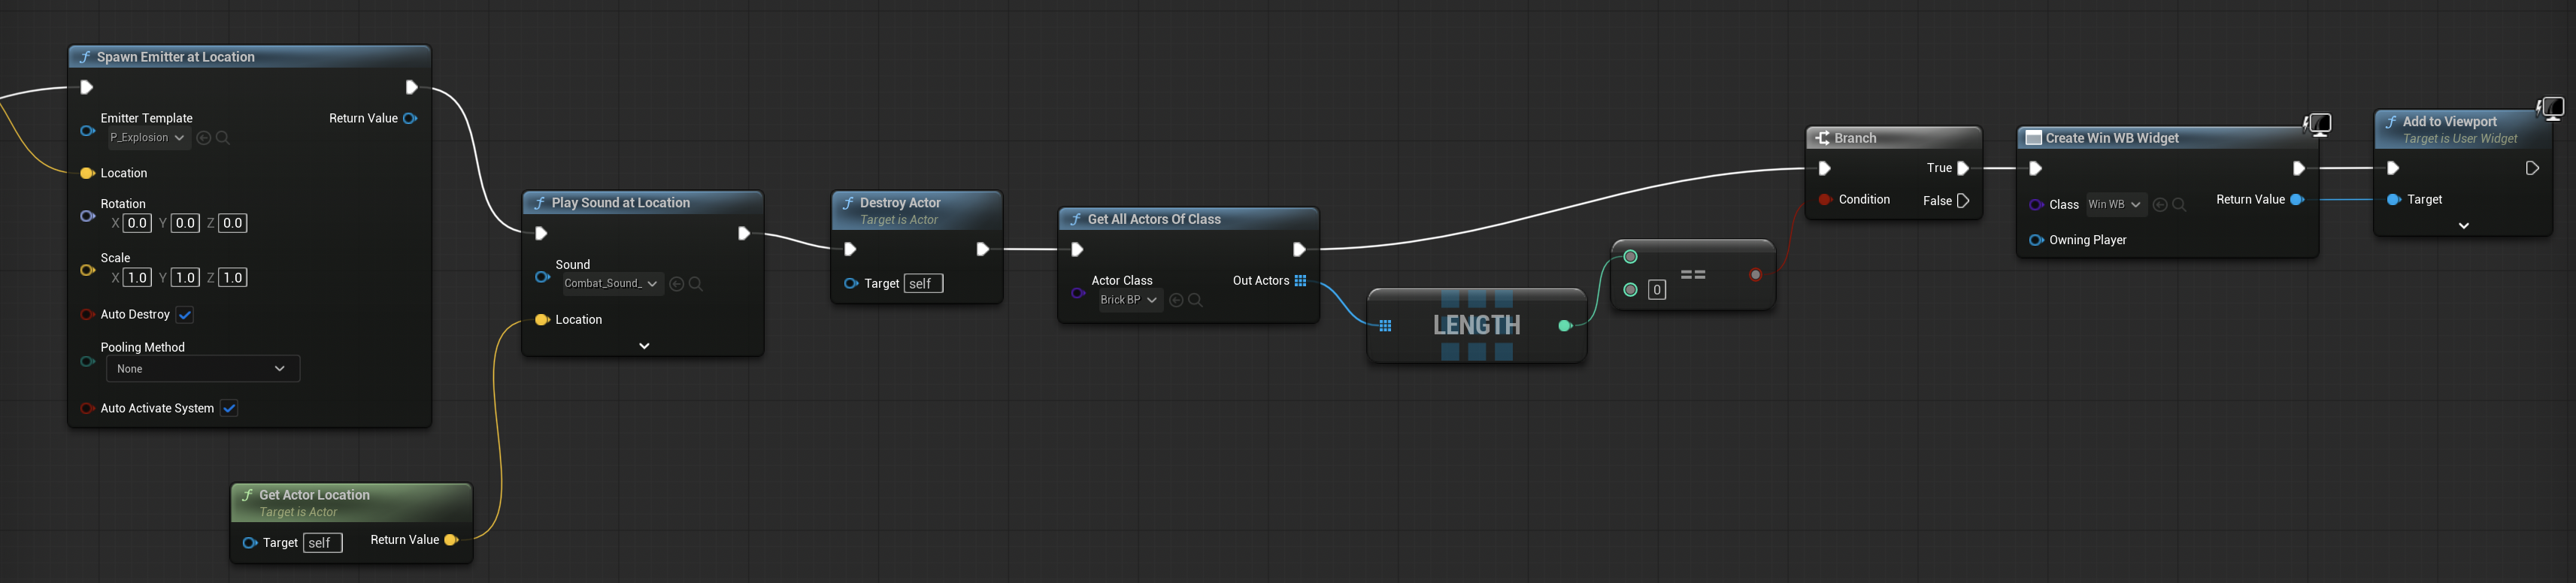 Spawn Emitter at Location
Emitter Template
Return Value
P_Explosion
Location
Rotation
X 0.0 Y 0.0 Z 0.0
Scale
X 1.0 Y 1.0 Z 1.0
Auto Destroy
Pooling Method
None
Auto Activate System
Get Actor Location
Target is Actor
Target self
Return Value
Play Sound at Location
Sound
Combat_Sound_
Location
Destroy Actor
Target is Actor
Target self
Get All Actors Of Class
Actor Class
Out Actors
Brick BP
LENGTH
==
0
Branch
True
Condition
False
Create Win WB Widget
Class Win WB
Return Value
Owning Player
Add to Viewport
Target is User Widget
Target